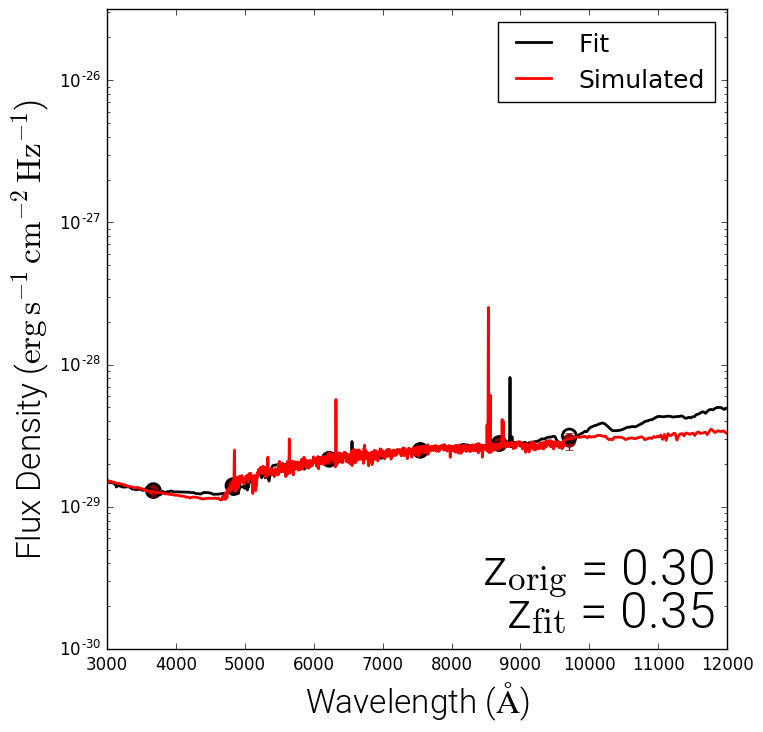 Fit
Simulated
10^-26
10^-27
10^-28
10^-29
10^-30
Flux Density (erg s^-1 cm^-2 Hz^-1)
z_orig = 0.30
z_fit = 0.35
3000 4000 5000 6000 7000 8000 9000 10000 11000 12000
Wavelength (Å)